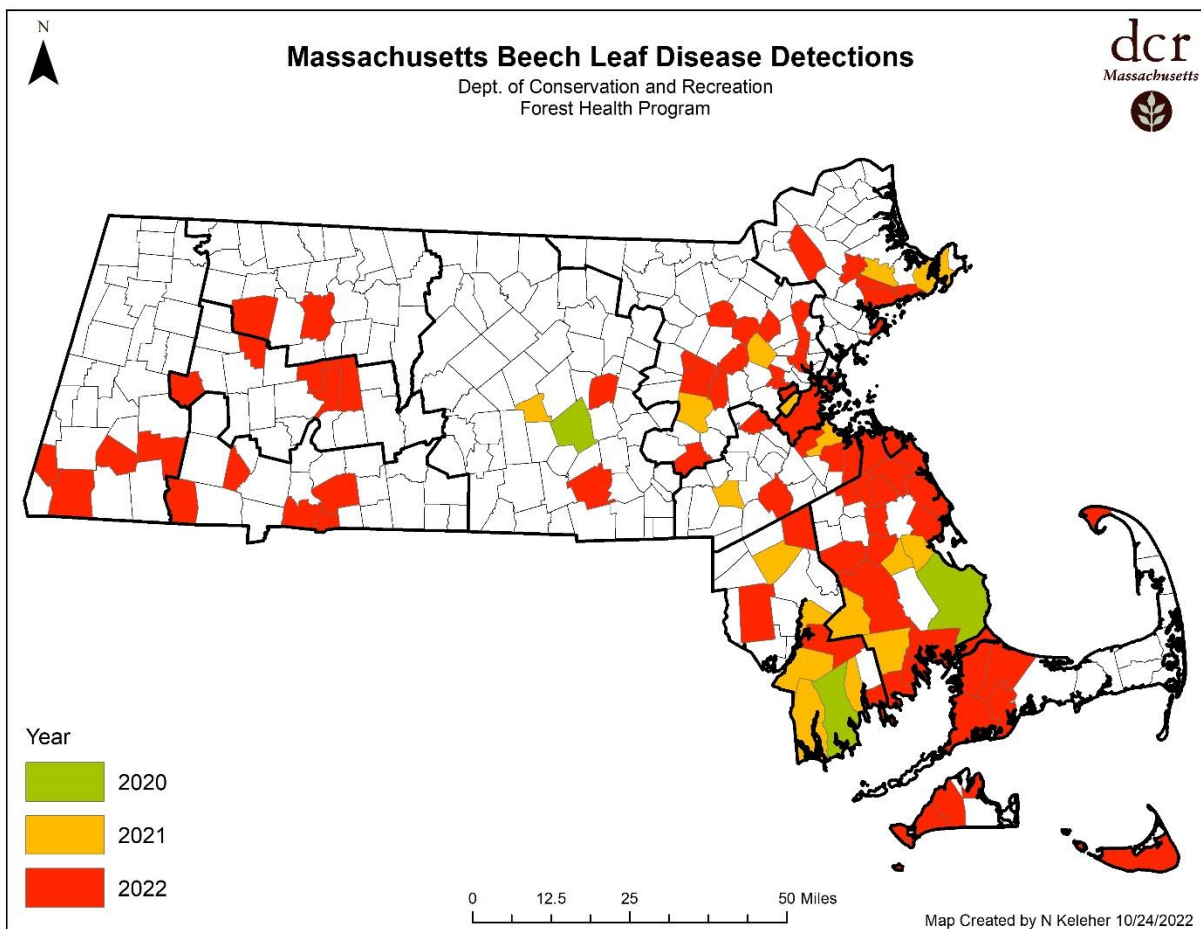 N
Massachusetts Beech Leaf Disease Detections
Dept. of Conservation and Recreation
Forest Health Program
dcr
Massachusetts
Year
2020
2021
2022
0 12.5 25 50 Miles
Map Created by N Keleher 10/24/2022